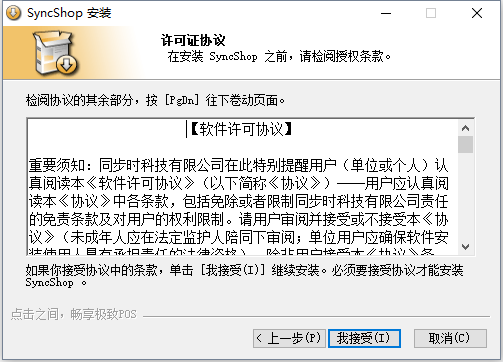 SyncShop 安装
许可证协议
在安装 SyncShop 之前，请检阅授权条款。
检阅协议的其余部分，按 [PgDn] 往下卷动页面。
【软件许可协议】
重要须知：同步时科技有限公司在此特别提醒用户（单位或个人）认
真阅读本《软件许可协议》（以下简称《协议》）——用户应认真阅
读本《协议》中各条款，包括免除或者限制同步时科技有限公司责任
的免责条款及对用户的权利限制。请用户审阅并接受或不接受本《协
议》（未成年人应在法定监护人陪同下审阅；单位用户应确保软件安
装使用人具有承担责任的法律资格）。除非用户接受本《协议》条
如果你接受协议中的条款，单击 [我接受(I)] 继续安装。必须要接受协议才能安装
SyncShop 。
点击之间，畅享极致POS
< 上一步(P)
我接受(I)
取消(C)